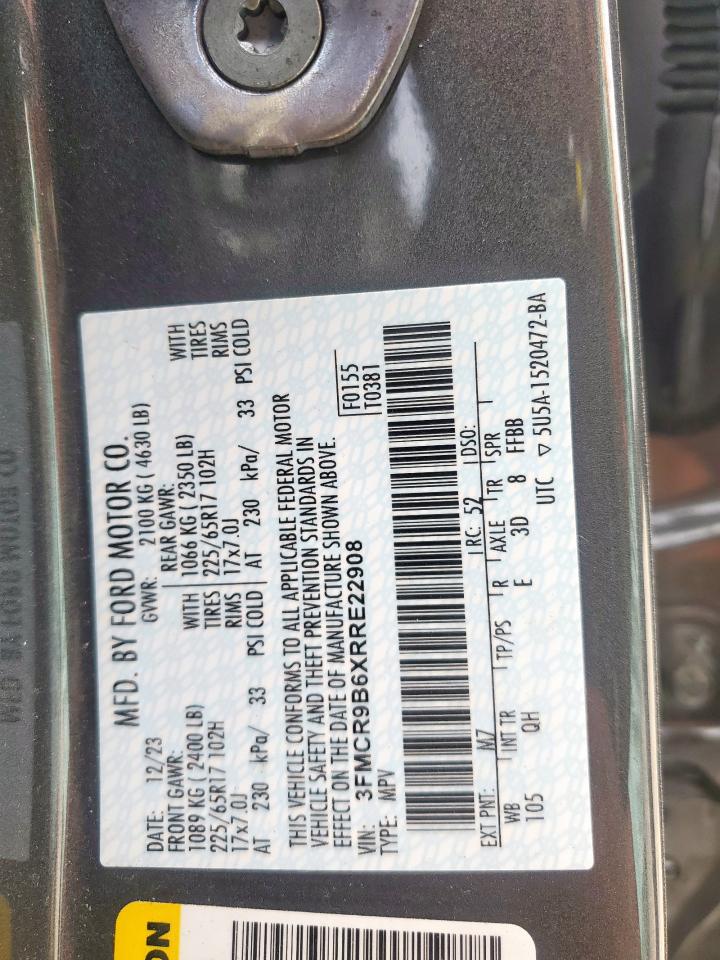 MFD. BY FORD MOTOR CO.
DATE: 12/23 GVWR: 2100 KG ( 4630 LB)
FRONT GAWR: REAR GAWR:
1089 KG ( 2400 LB) WITH 1066 KG ( 2350 LB) WITH
225/65R17 102H TIRES 225/65R17 102H TIRES
17x7.0J RIMS 17x7.0J RIMS
AT 230 kPa/ 33 PSI COLD AT 230 kPa/ 33 PSI COLD
THIS VEHICLE CONFORMS TO ALL APPLICABLE FEDERAL MOTOR
VEHICLE SAFETY AND THEFT PREVENTION STANDARDS IN
EFFECT ON THE DATE OF MANUFACTURE SHOWN ABOVE.
VIN: 3FMCR9B6XRRE22908 F0155
TYPE: MPV T0381
EXT PNT: M7 RC: 52 DSO:
WB INT TR TP/PS R AXLE TR SPR
105 QH E 3D 8 FFBB
UTC ▽ 5U5A-1520472-BA
ON